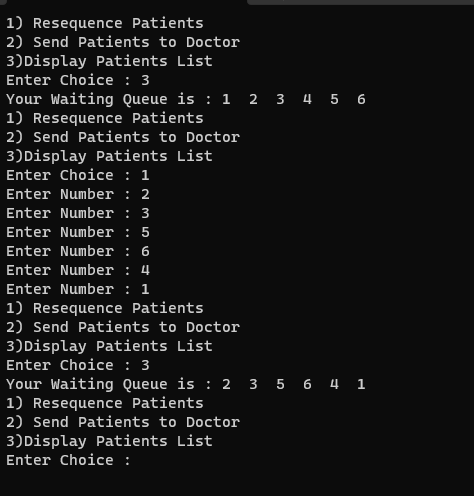 1) Resequence Patients
2) Send Patients to Doctor
3)Display Patients List
Enter Choice : 3
Your Waiting Queue is : 1  2  3  4  5  6
1) Resequence Patients
2) Send Patients to Doctor
3)Display Patients List
Enter Choice : 1
Enter Number : 2
Enter Number : 3
Enter Number : 5
Enter Number : 6
Enter Number : 4
Enter Number : 1
1) Resequence Patients
2) Send Patients to Doctor
3)Display Patients List
Enter Choice : 3
Your Waiting Queue is : 2  3  5  6  4  1
1) Resequence Patients
2) Send Patients to Doctor
3)Display Patients List
Enter Choice :